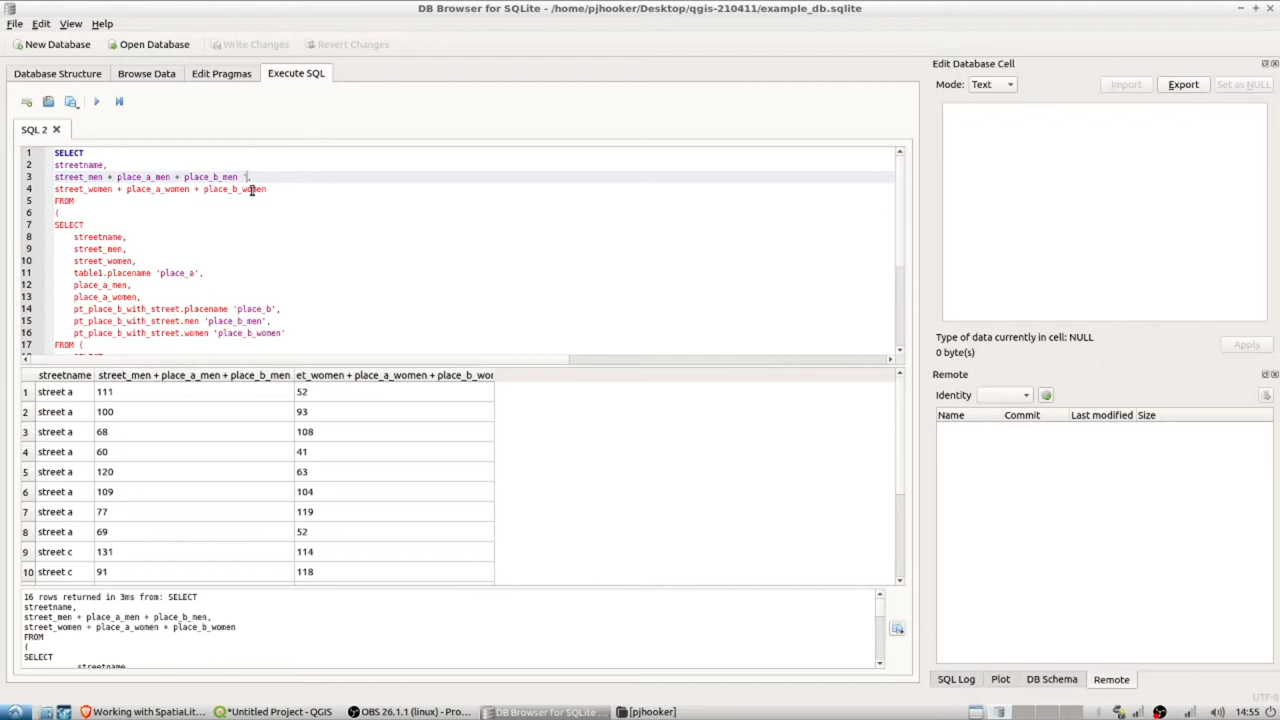 DB Browser for SQLite - /home/pjhooker/Desktop/qgis-210411/example_db.sqlite
File Edit View Help
New Database Open Database Write Changes Revert Changes
Database Structure Browse Data Edit Pragmas Execute SQL
SQL 2
1 SELECT
2 streetname,
3 street_men + place_a_men + place_b_men ',
4 street_women + place_a_women + place_b_women
5 FROM
6 (
7 SELECT
8 streetname,
9 street_men,
10 street_women,
11 table1.placename 'place_a',
12 place_a_men,
13 place_a_women,
14 pt_place_b_with_street.placename 'place_b',
15 pt_place_b_with_street.men 'place_b_men',
16 pt_place_b_with_street.women 'place_b_women'
17 FROM (
streetname street_men + place_a_men + place_b_men et_women + place_a_women + place_b_wor
1 street a 111 52
2 street a 100 93
3 street a 68 108
4 street a 60 41
5 street a 120 63
6 street a 109 104
7 street a 77 119
8 street a 69 52
9 street c 131 114
10 street c 91 118
16 rows returned in 3ms from: SELECT
streetname,
street_men + place_a_men + place_b_men,
street_women + place_a_women + place_b_women
FROM
(
SELECT
streetname
Edit Database Cell
Mode: Text Import Export Set as NULL
Type of data currently in cell: NULL
0 byte(s)
Apply
Remote
Identity
Name Commit Last modified Size
SQL Log Plot DB Schema Remote
UTF-8
Working with SpatiaLit... *Untitled Project - QGIS OBS 26.1.1 (linux) - Pro... DB Browser for SQLite ... [pjhooker] 14:55